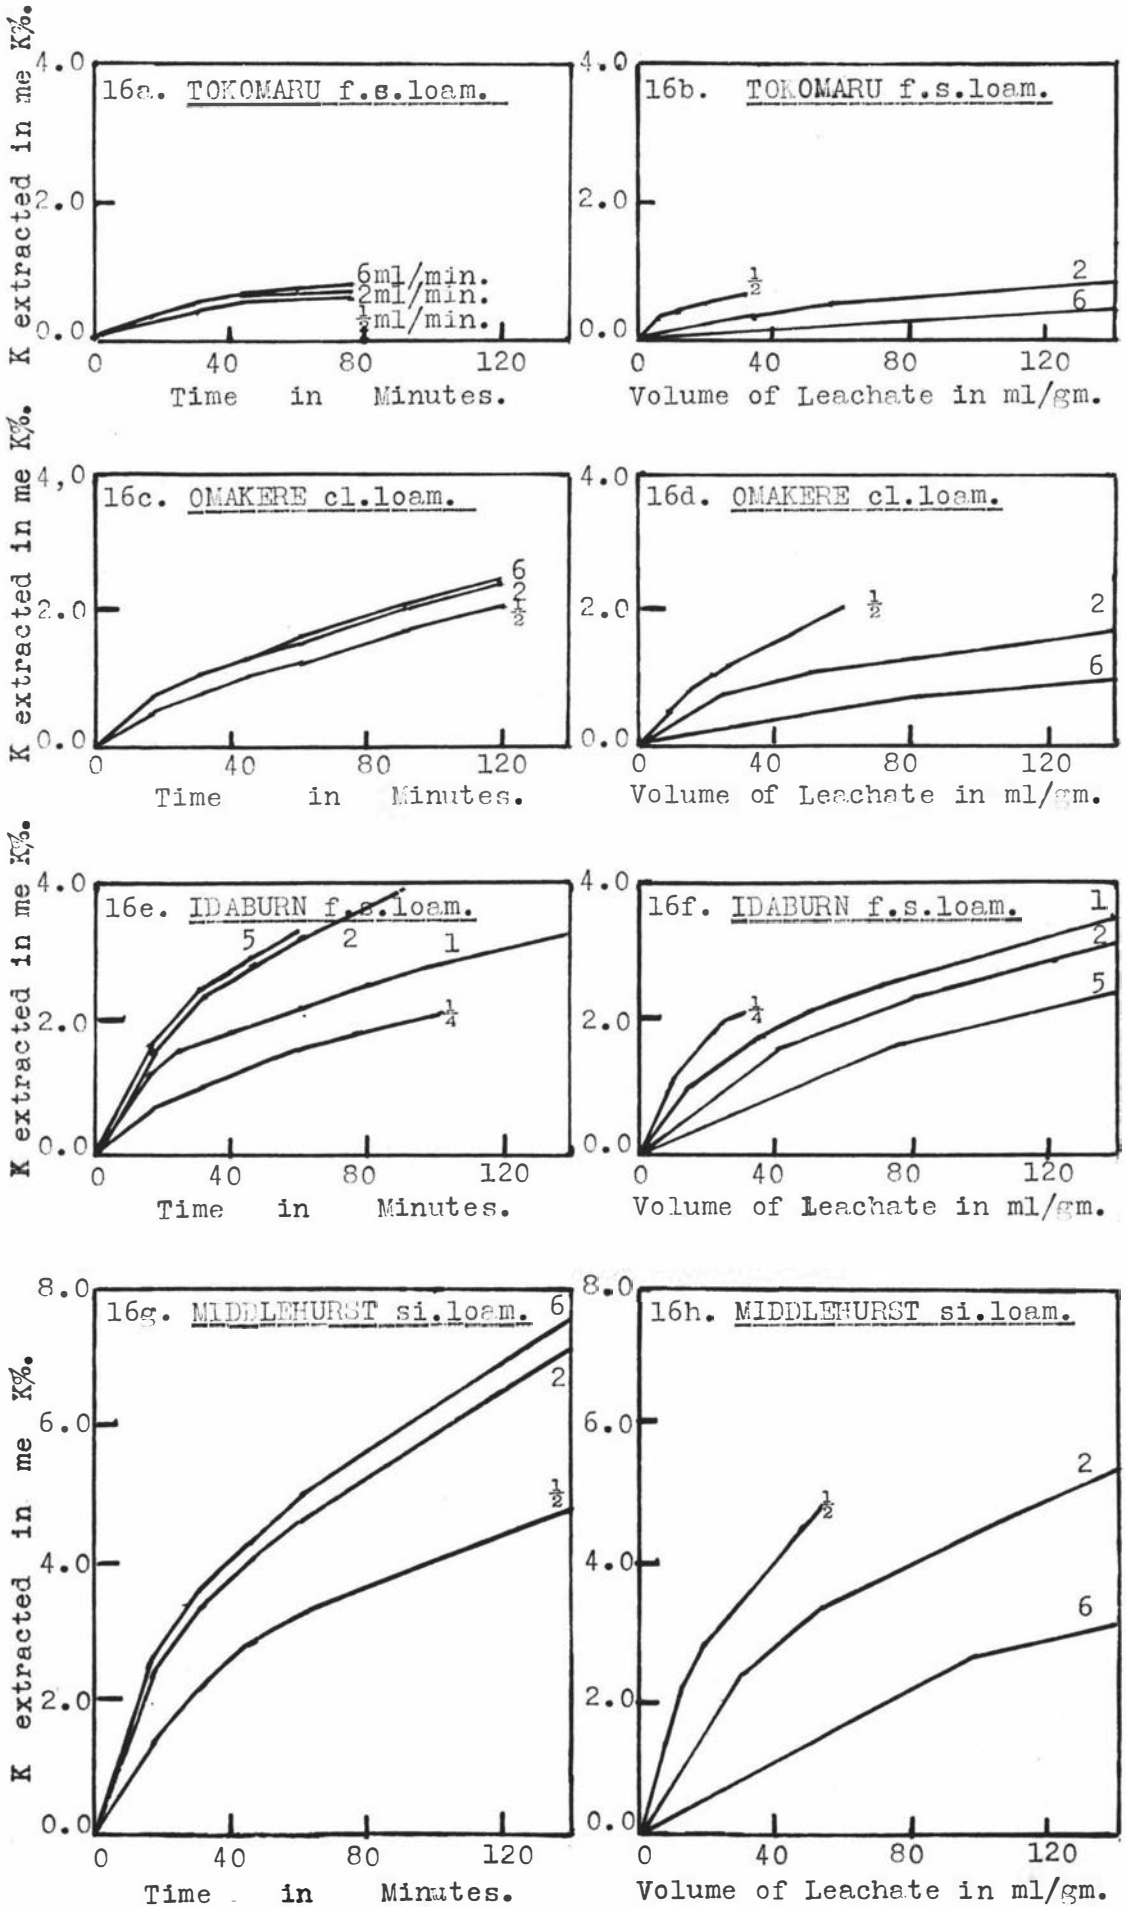 K extracted in me K%.
4.0
2.0
0.0
16a. TOKOMARU f.s.loam.
6ml/min.
2ml/min.
½ml/min.
0 40 80 120
Time in Minutes.
4.0
2.0
0.0
16b. TOKOMARU f.s.loam.
½
2
6
0 40 80 120
Volume of Leachate in ml/gm.
K extracted in me K%.
4,0
2.0
0.0
16c. OMAKERE cl.loam.
6
2
½
0 40 80 120
Time in Minutes.
4.0
2.0
0.0
16d. OMAKERE cl.loam.
½
2
6
0 40 80 120
Volume of Leachate in ml/gm.
K extracted in me K%.
4.0
2.0
0.0
16e. IDABURN f.s.loam.
5
2
1
¼
0 40 80 120
Time in Minutes.
4.0
2.0
0.0
16f. IDABURN f.s.loam.
1
2
5
¼
0 40 80 120
Volume of Leachate in ml/gm.
K extracted in me K%.
8.0
6.0
4.0
2.0
0.0
16g. MIDDLEHURST si.loam.
6
2
½
0 40 80 120
Time in Minutes.
8.0
6.0
4.0
2.0
0.0
16h. MIDDLEHURST si.loam.
2
½
6
0 40 80 120
Volume of Leachate in ml/gm.